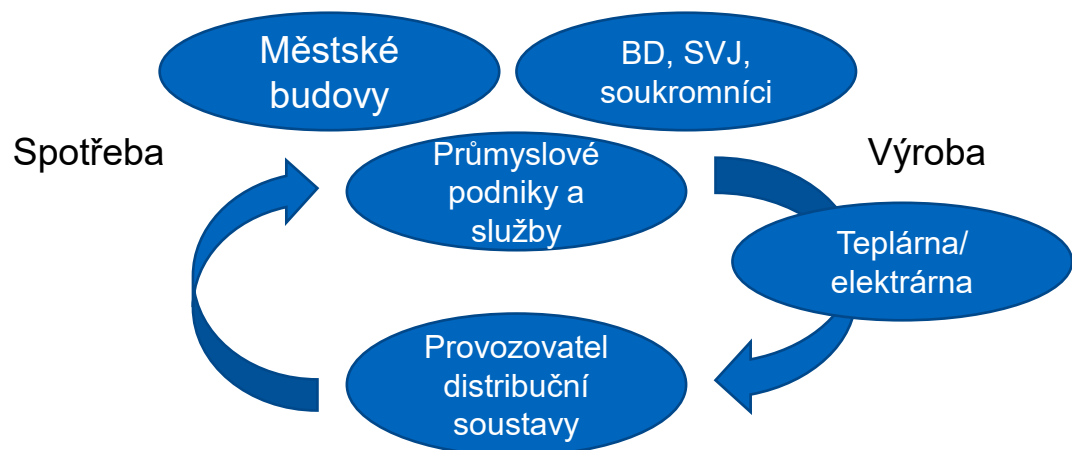 Městské
budovy
BD, SVJ,
soukromníci
Spotřeba
Průmyslové
podniky a
služby
Výroba
Teplárna/
elektrárna
Provozovatel
distribuční
soustavy